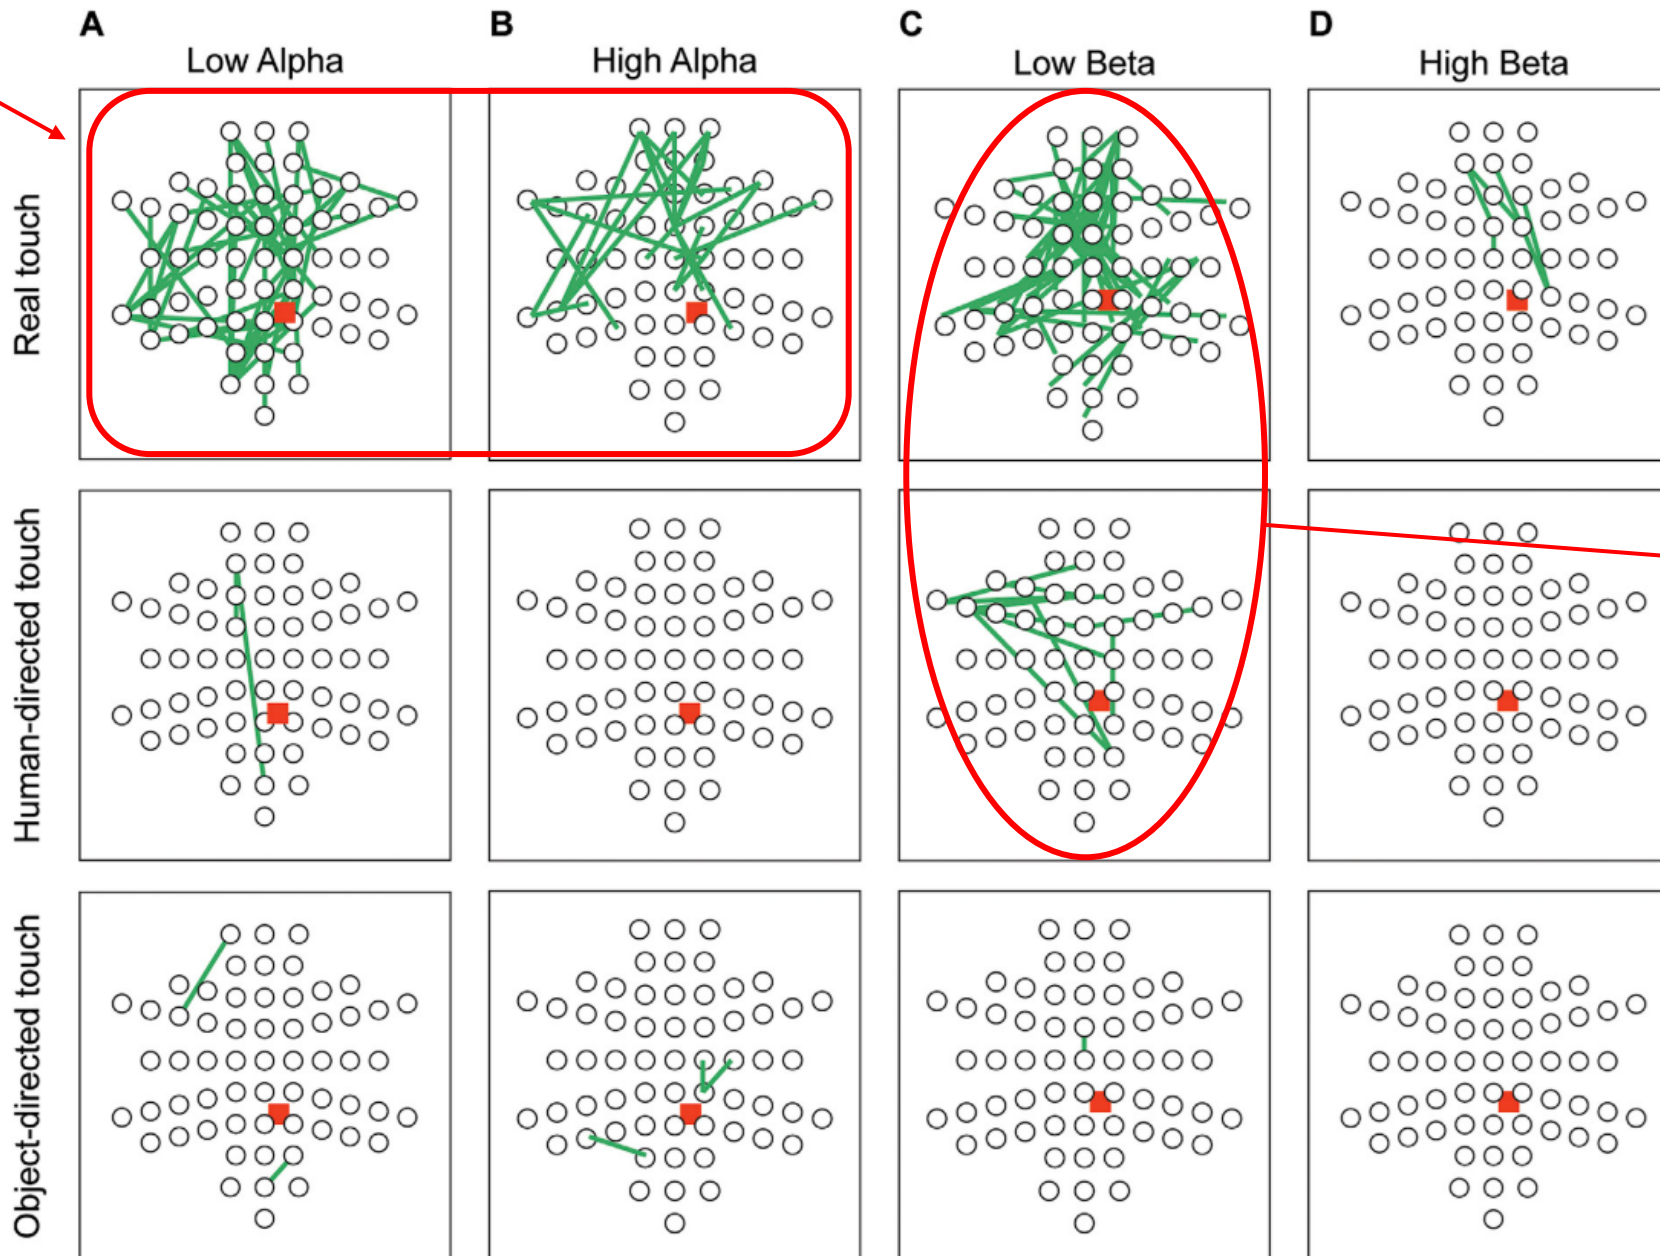 A
Low Alpha
B
High Alpha
C
Low Beta
D
High Beta
Real touch
Human-directed touch
Object-directed touch